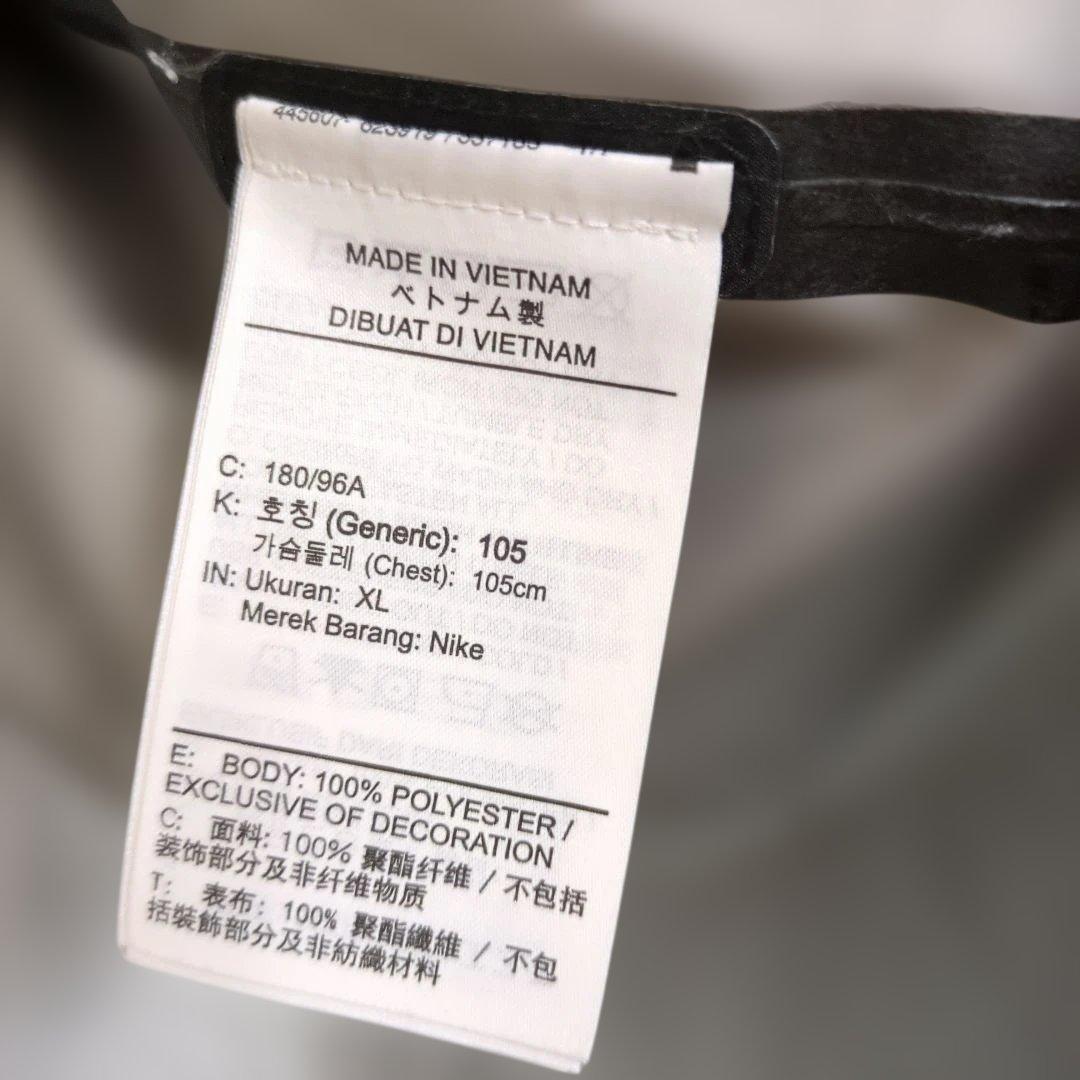 MADE IN VIETNAM
ベトナム製
DIBUAT DI VIETNAM
C: 180/96A
K: 호칭 (Generic): 105
가슴둘레 (Chest): 105cm
IN: Ukuran: XL
Merek Barang: Nike
E: BODY: 100% POLYESTER /
EXCLUSIVE OF DECORATION
C: 面料: 100% 聚酯纤维 / 不包括
装饰部分及非纤维物质
T: 表布: 100% 聚酯纖維 / 不包
括裝飾部分及非紡織材料